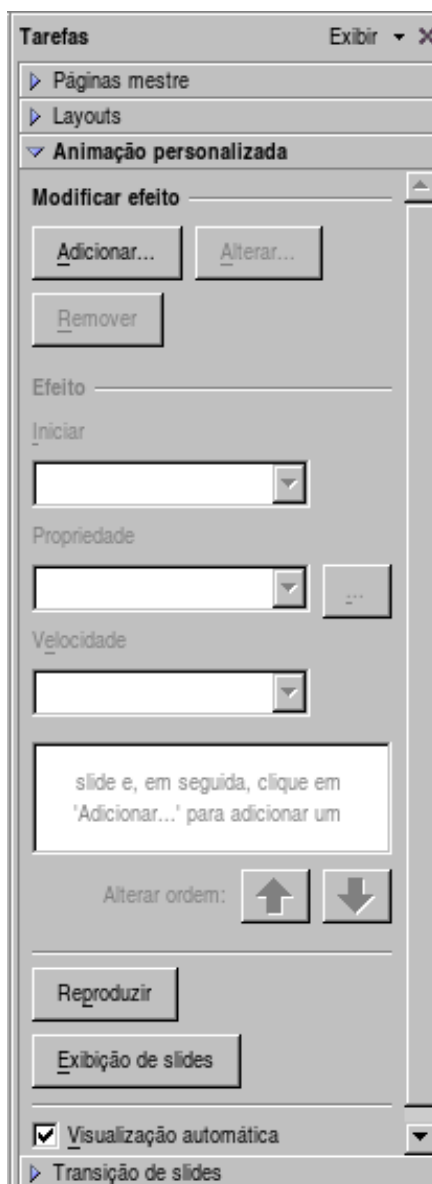 Tarefas Exibir
Páginas mestre
Layouts
Animação personalizada
Modificar efeito
Adicionar... Alterar...
Remover
Efeito
Iniciar
Propriedade
...
Velocidade
slide e, em seguida, clique em
'Adicionar...' para adicionar um
Alterar ordem:
Reproduzir
Exibição de slides
Visualização automática
Transição de slides